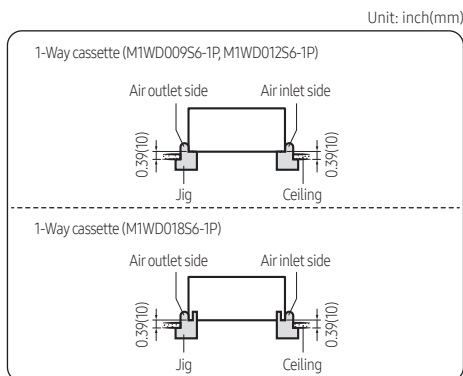 Unit: inch(mm)
1-Way cassette (M1WD009S6-1P, M1WD012S6-1P)
Air outlet side Air inlet side
0.39(10) 0.39(10)
Jig Ceiling
1-Way cassette (M1WD018S6-1P)
Air outlet side Air inlet side
0.39(10) 0.39(10)
Jig Ceiling